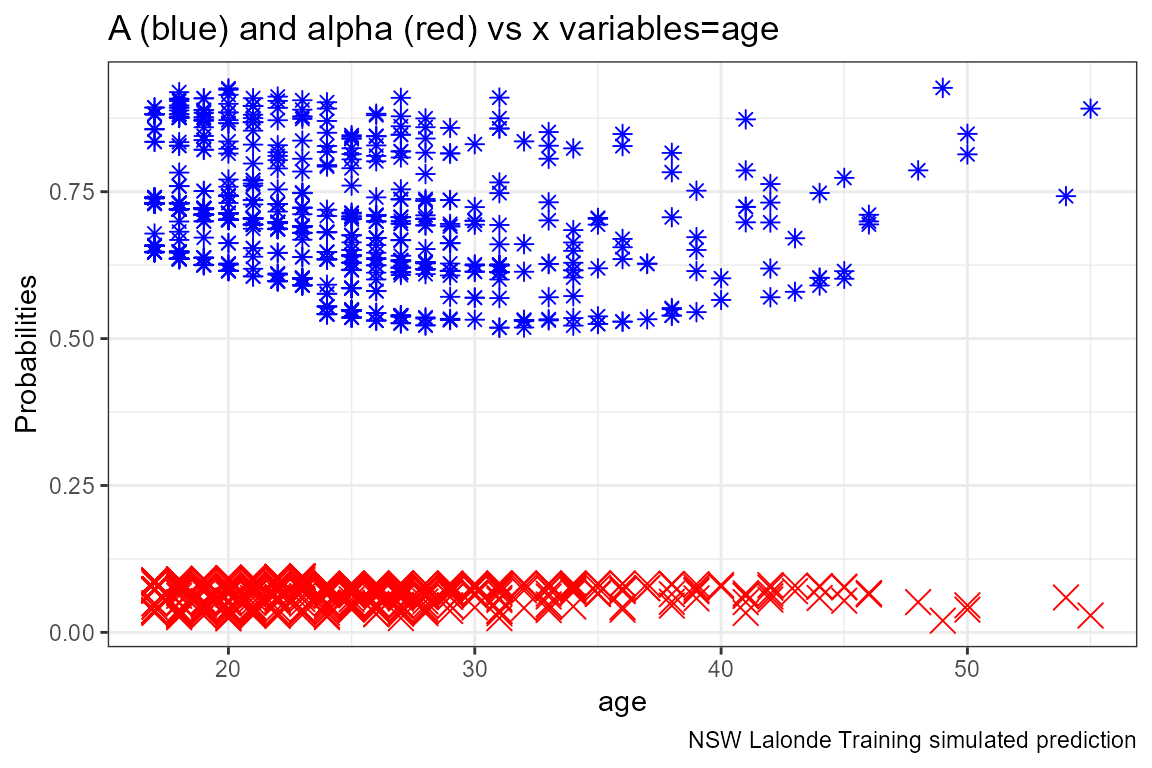 A (blue) and alpha (red) vs x variables=age
Probabilities
0.75
0.50
0.25
0.00
20 30 40 50
age
NSW Lalonde Training simulated prediction